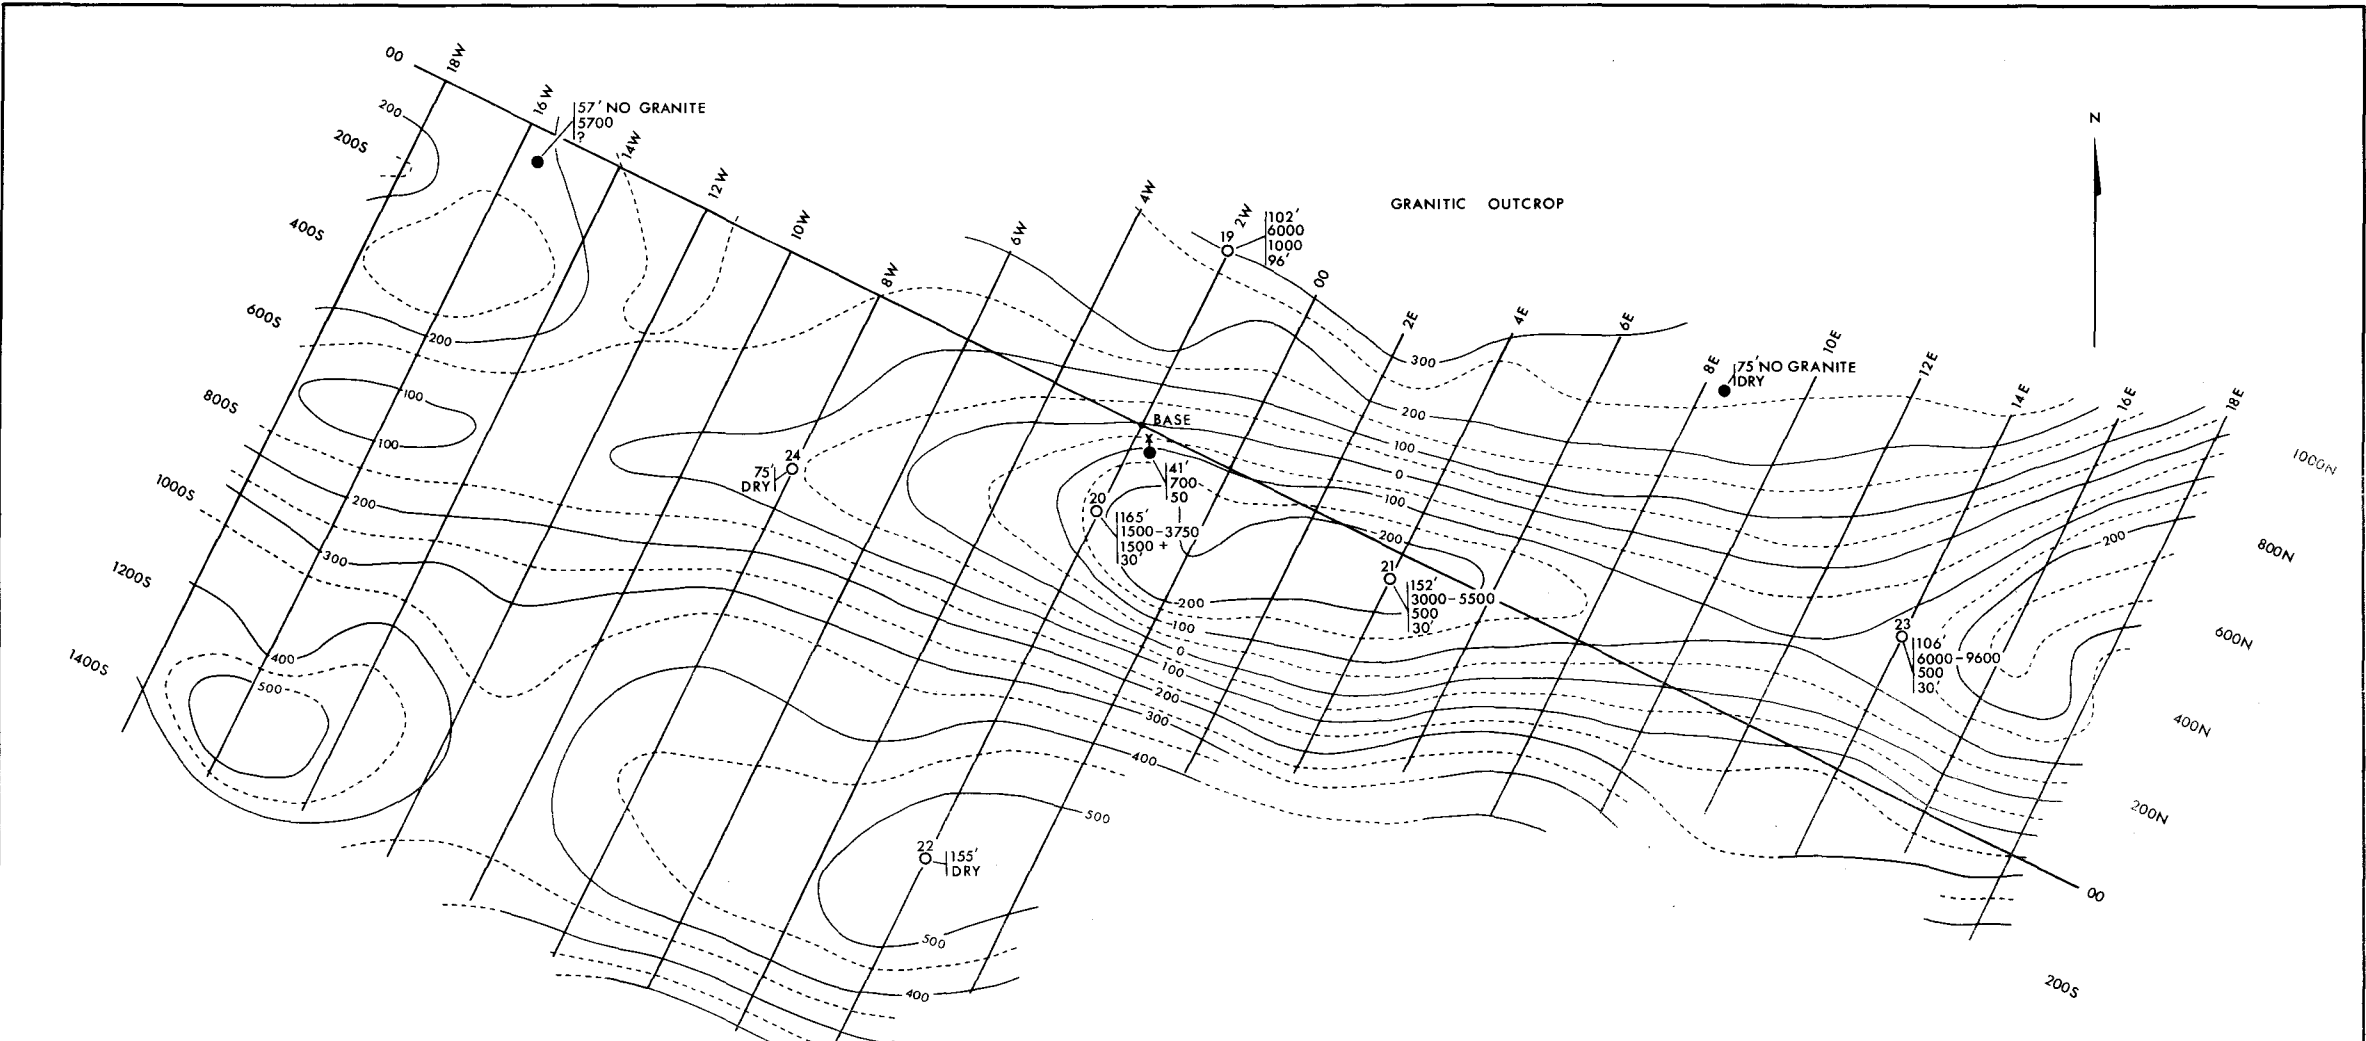 00
18W
16W
57' NO GRANITE
5700
?
14W
12W
10W
8W
6W
4W
2W
00
2E
4E
6E
8E
10E
12E
14E
16E
18E
N
GRANITIC OUTCROP
19
102'
6000
1000
96'
75' NO GRANITE
DRY
200
200S
400S
600S
800S
1000S
1200S
1400S
200
100
100
200
300
400
500
24
75'
DRY
BASE
X
41'
700
50
20
165'
1500-3750
1500 +
30'
300
200
100
0
100
200
21
152'
3000-5500
500
30'
-200
-100
0
100
200
300
400
500
22
155'
DRY
500
400
23
106'
6000-9600
500
30'
200
1000N
800N
600N
400N
200N
00
200S